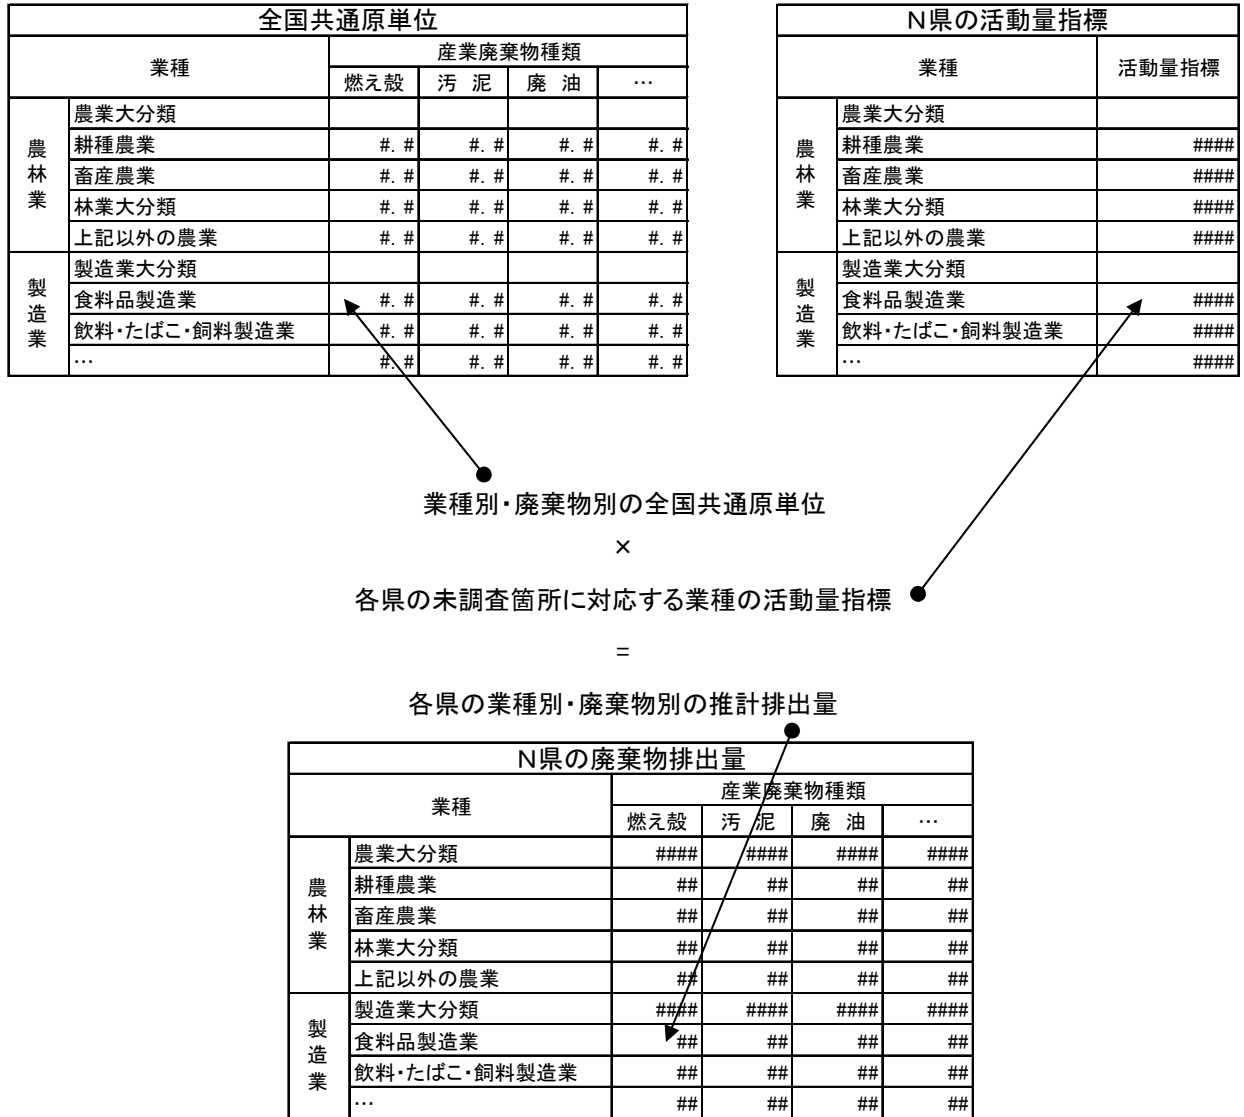 全国共通原単位
業種 産業廃棄物種類
燃え殻 汚 泥 廃 油 …
農林業
農業大分類
耕種農業 #. # #. # #. # #. #
畜産農業 #. # #. # #. # #. #
林業大分類 #. # #. # #. # #. #
上記以外の農業 #. # #. # #. # #. #
製造業
製造業大分類
食料品製造業 #. # #. # #. # #. #
飲料・たばこ・飼料製造業 #. # #. # #. # #. #
… #. # #. # #. # #. #
N県の活動量指標
業種 活動量指標
農林業
農業大分類
耕種農業 ####
畜産農業 ####
林業大分類 ####
上記以外の農業 ####
製造業
製造業大分類
食料品製造業 ####
飲料・たばこ・飼料製造業 ####
… ####
業種別・廃棄物別の全国共通原単位
×
各県の未調査箇所に対応する業種の活動量指標
=
各県の業種別・廃棄物別の推計排出量
N県の廃棄物排出量
業種 産業廃棄物種類
燃え殻 汚 泥 廃 油 …
農林業
農業大分類 #### #### #### ####
耕種農業 ## ## ## ##
畜産農業 ## ## ## ##
林業大分類 ## ## ## ##
上記以外の農業 ## ## ## ##
製造業
製造業大分類 #### #### #### ####
食料品製造業 ## ## ## ##
飲料・たばこ・飼料製造業 ## ## ## ##
… ## ## ## ##